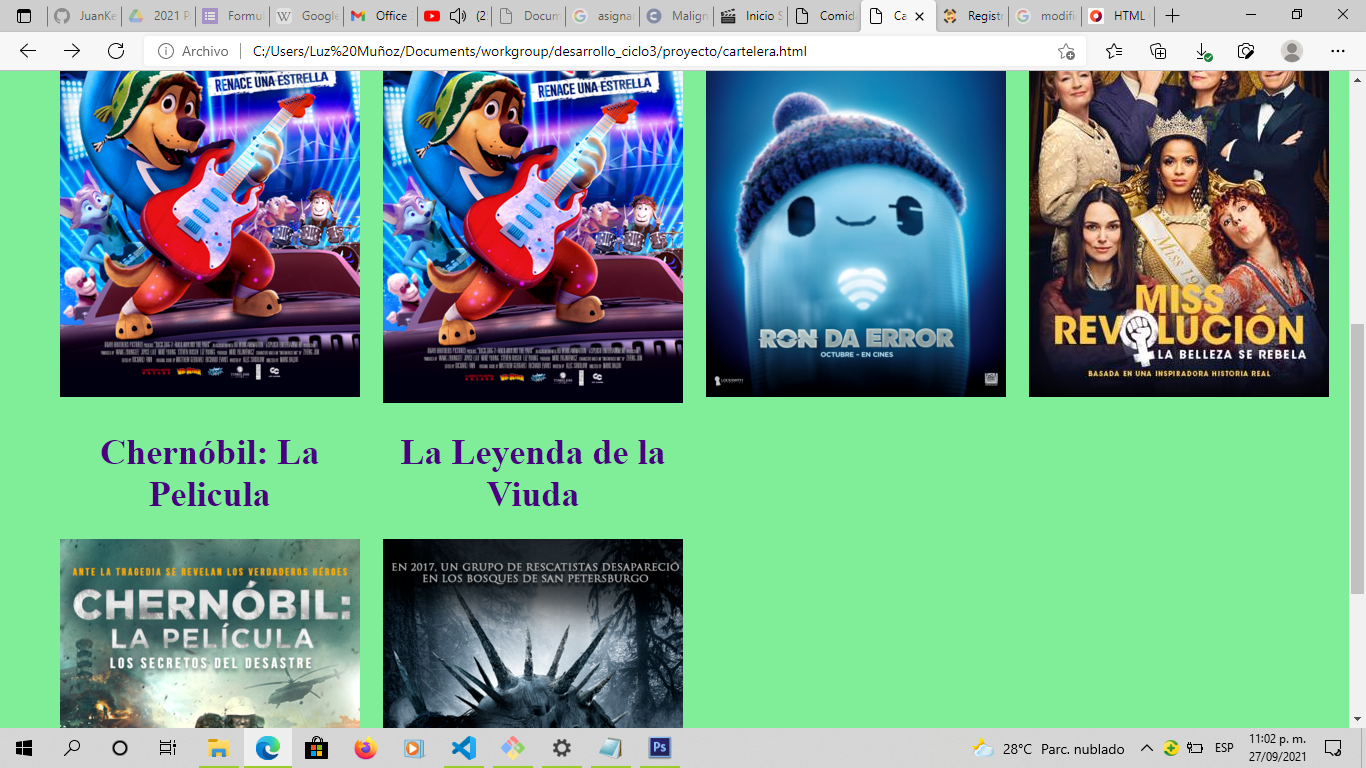 JuanKe
2021 P
Formul
Google
Office
(2
Docum
asigna
Malign
Inicio S
Comid
Ca
Registr
modifi
HTML
Archivo
C:/Users/Luz%20Muñoz/Documents/workgroup/desarrollo_ciclo3/proyecto/cartelera.html
RENACE UNA ESTRELLA
RENACE UNA ESTRELLA
RON DA ERROR
OCTUBRE - EN CINES
Miss 19
MISS
REVOLUCIÓN
LA BELLEZA SE REBELA
BASADA EN UNA INSPIRADORA HISTORIA REAL
Chernóbil: La
Pelicula
La Leyenda de la
Viuda
ANTE LA TRAGEDIA SE REVELAN LOS VERDADEROS HÉROES
CHERNÓBIL:
LA PELÍCULA
LOS SECRETOS DEL DESASTRE
EN 2017, UN GRUPO DE RESCATISTAS DESAPARECIÓ
EN LOS BOSQUES DE SAN PETERSBURGO
28°C Parc. nublado
ESP
11:02 p. m.
27/09/2021